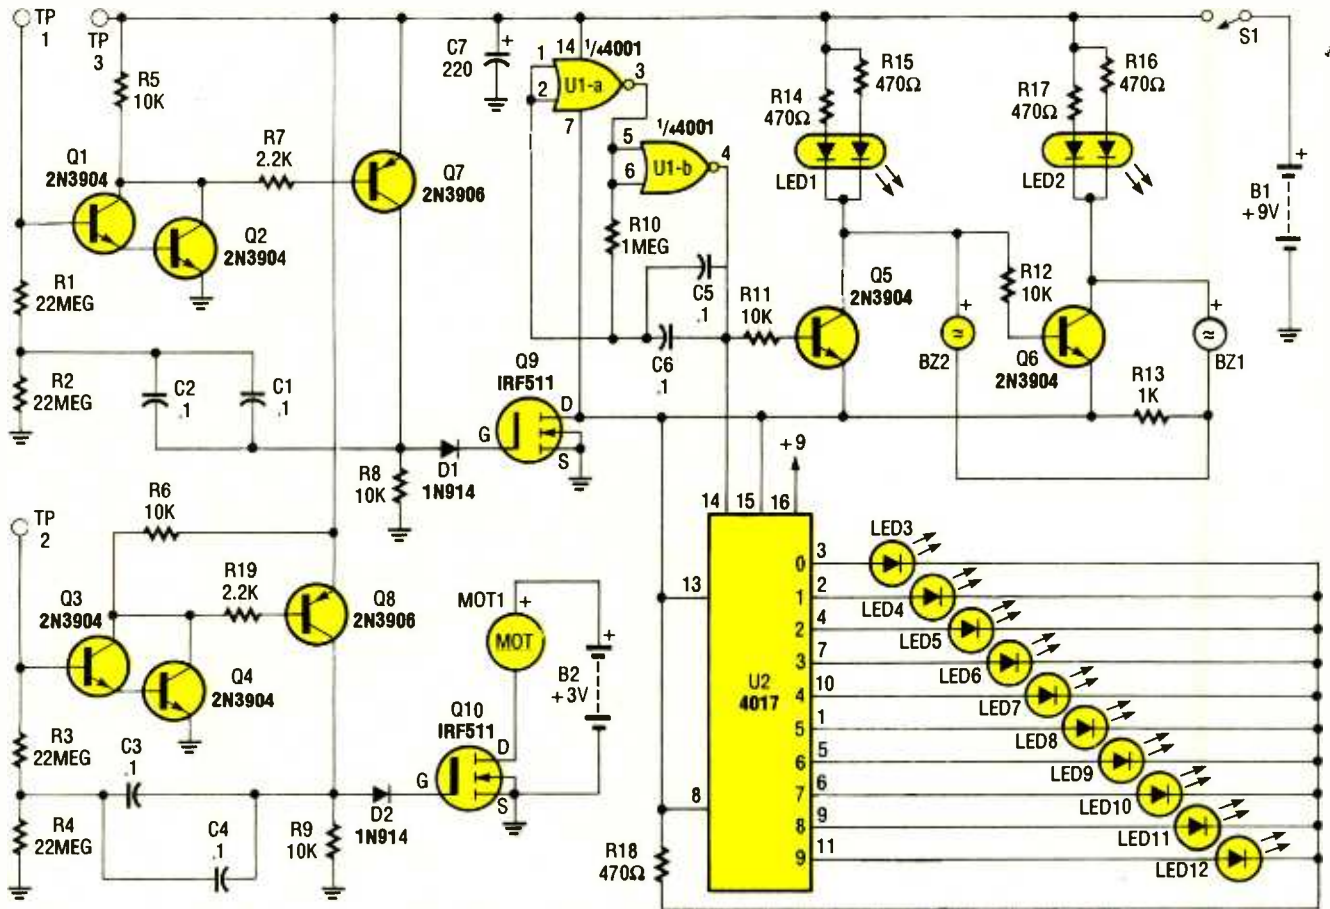 TP
1
TP
3
R5
10K
C7
220
+
1
2
14
¼4001
U1-a
3
7
R14
470Ω
R15
470Ω
R17
470Ω
R16
470Ω
S1
Q1
2N3904
R7
2.2K
Q7
2N3906
Q2
2N3904
¼4001
5
6
U1-b
4
LED1
LED2
B1
+9V
+
R10
1MEG
R1
22MEG
C5
.1
R11
10K
Q5
2N3904
+
BZ2
R12
10K
Q6
2N3904
+
BZ1
R2
22MEG
C2
.1
C1
.1
Q9
IRF511
D
G
S
C6
.1
R13
1K
R8
10K
D1
1N914
+9
14
15
16
TP
2
R6
10K
R19
2.2K
Q3
2N3904
Q8
2N3906
Q4
2N3904
MOT1
+
MOT
B2
+3V
+
13
8
U2
4017
0
3
LED3
1
2
LED4
2
4
LED5
3
7
LED6
4
10
LED7
5
1
LED8
6
5
LED9
7
6
LED10
8
9
LED11
9
11
LED12
R3
22MEG
C3
.1
Q10
IRF511
D
G
S
R4
22MEG
C4
.1
R9
10K
D2
1N914
R18
470Ω